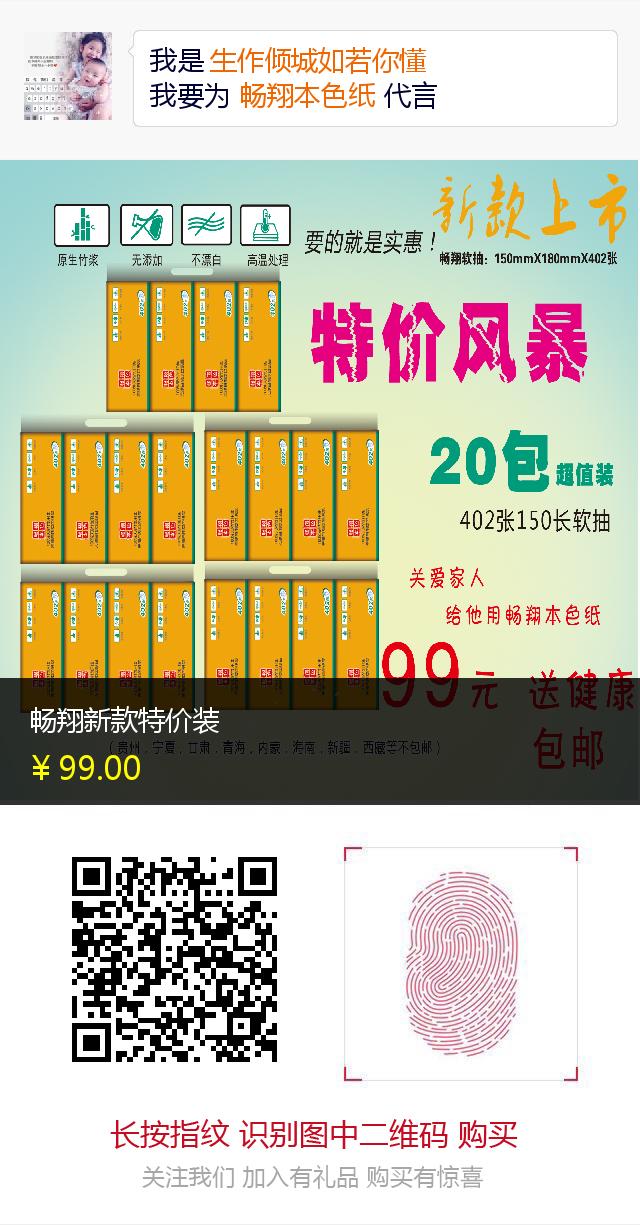 我是 生作倾城如若你懂
我要为 畅翔本色纸 代言
新款上市
原生竹浆
无添加
不漂白
高温处理
要的就是实惠！
畅翔软抽：150mmX180mmX402张
特价风暴
20包超值装
402张150长软抽
关爱家人
给他用畅翔本色纸
99元 送健康
包邮
畅翔新款特价装
（贵州，宁夏，甘肃，青海，内蒙，海南，新疆，西藏等不包邮）
¥ 99.00
长按指纹 识别图中二维码 购买
关注我们 加入有礼品 购买有惊喜